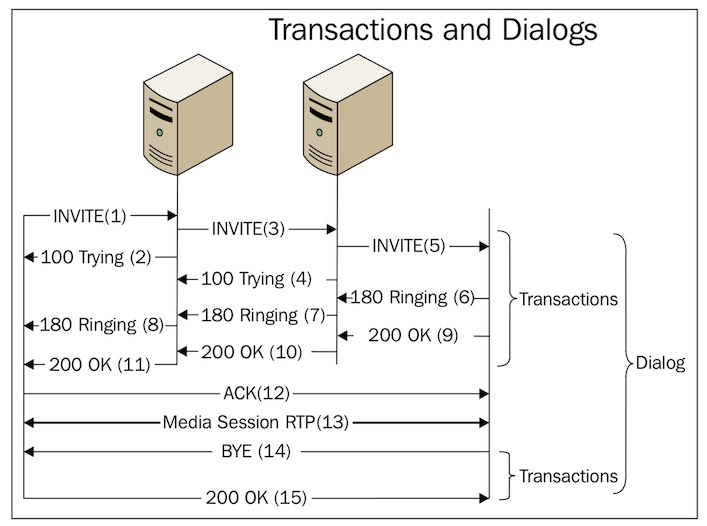 Transactions and Dialogs
INVITE(1)
INVITE(3)
INVITE(5)
100 Trying (2)
100 Trying (4)
180 Ringing (6)
Transactions
180 Ringing (7)
180 Ringing (8)
200 OK (9)
200 OK (10)
200 OK (11)
Dialog
ACK(12)
Media Session RTP(13)
BYE (14)
Transactions
200 OK (15)